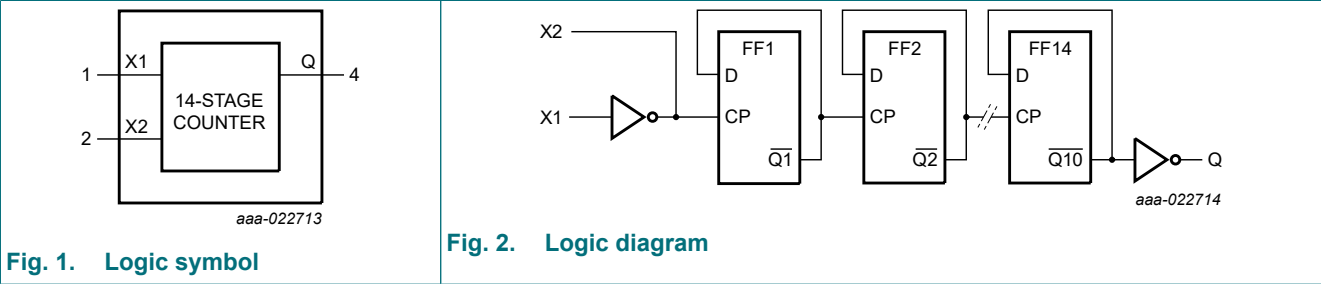 X1
Q
1
4
14-STAGE
COUNTER
X2
2
aaa-022713
Fig. 1. Logic symbol
X2
X1
FF1
D
CP
Q1
FF2
D
CP
Q2
FF14
D
CP
Q10
Q
aaa-022714
Fig. 2. Logic diagram